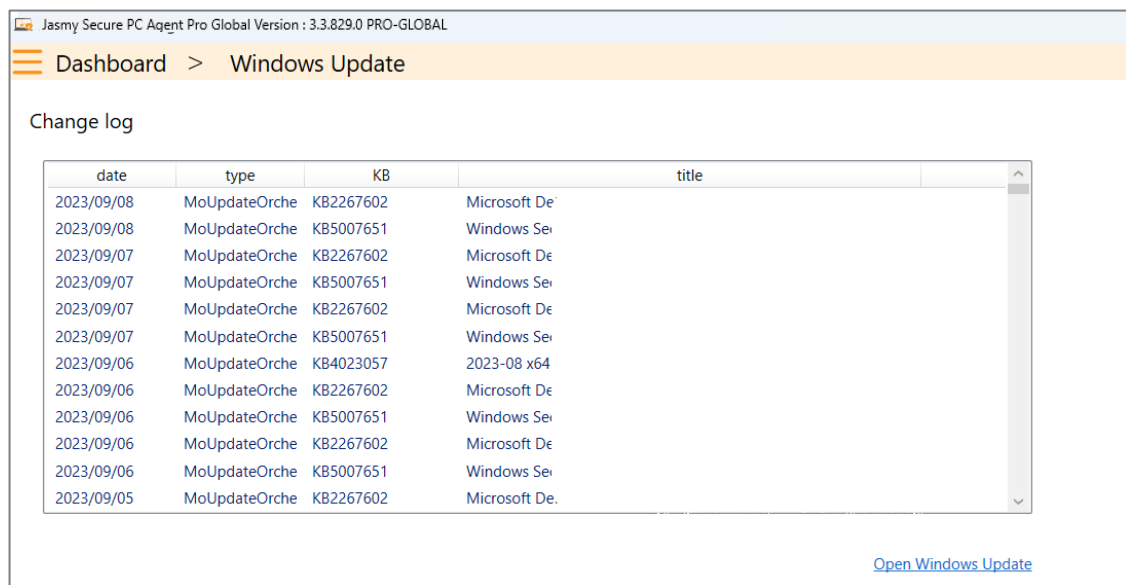 Jasmy Secure PC Agent Pro Global Version : 3.3.829.0 PRO-GLOBAL
Dashboard > Windows Update
Change log
date type KB title
2023/09/08 MoUpdateOrche KB2267602 Microsoft De
2023/09/08 MoUpdateOrche KB5007651 Windows Se
2023/09/07 MoUpdateOrche KB2267602 Microsoft De
2023/09/07 MoUpdateOrche KB5007651 Windows Se
2023/09/07 MoUpdateOrche KB2267602 Microsoft De
2023/09/07 MoUpdateOrche KB5007651 Windows Se
2023/09/06 MoUpdateOrche KB4023057 2023-08 x64
2023/09/06 MoUpdateOrche KB2267602 Microsoft De
2023/09/06 MoUpdateOrche KB5007651 Windows Se
2023/09/06 MoUpdateOrche KB2267602 Microsoft De
2023/09/06 MoUpdateOrche KB5007651 Windows Se
2023/09/05 MoUpdateOrche KB2267602 Microsoft De
Open Windows Update